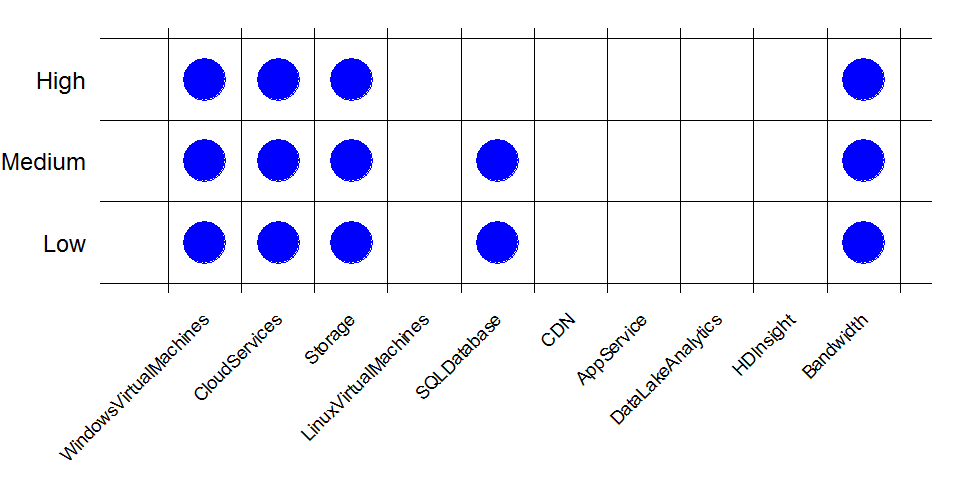 High
Medium
Low
WindowsVirtualMachines
CloudServices
Storage
LinuxVirtualMachines
SQLDatabase
CDN
AppService
DataLakeAnalytics
HDInsight
Bandwidth